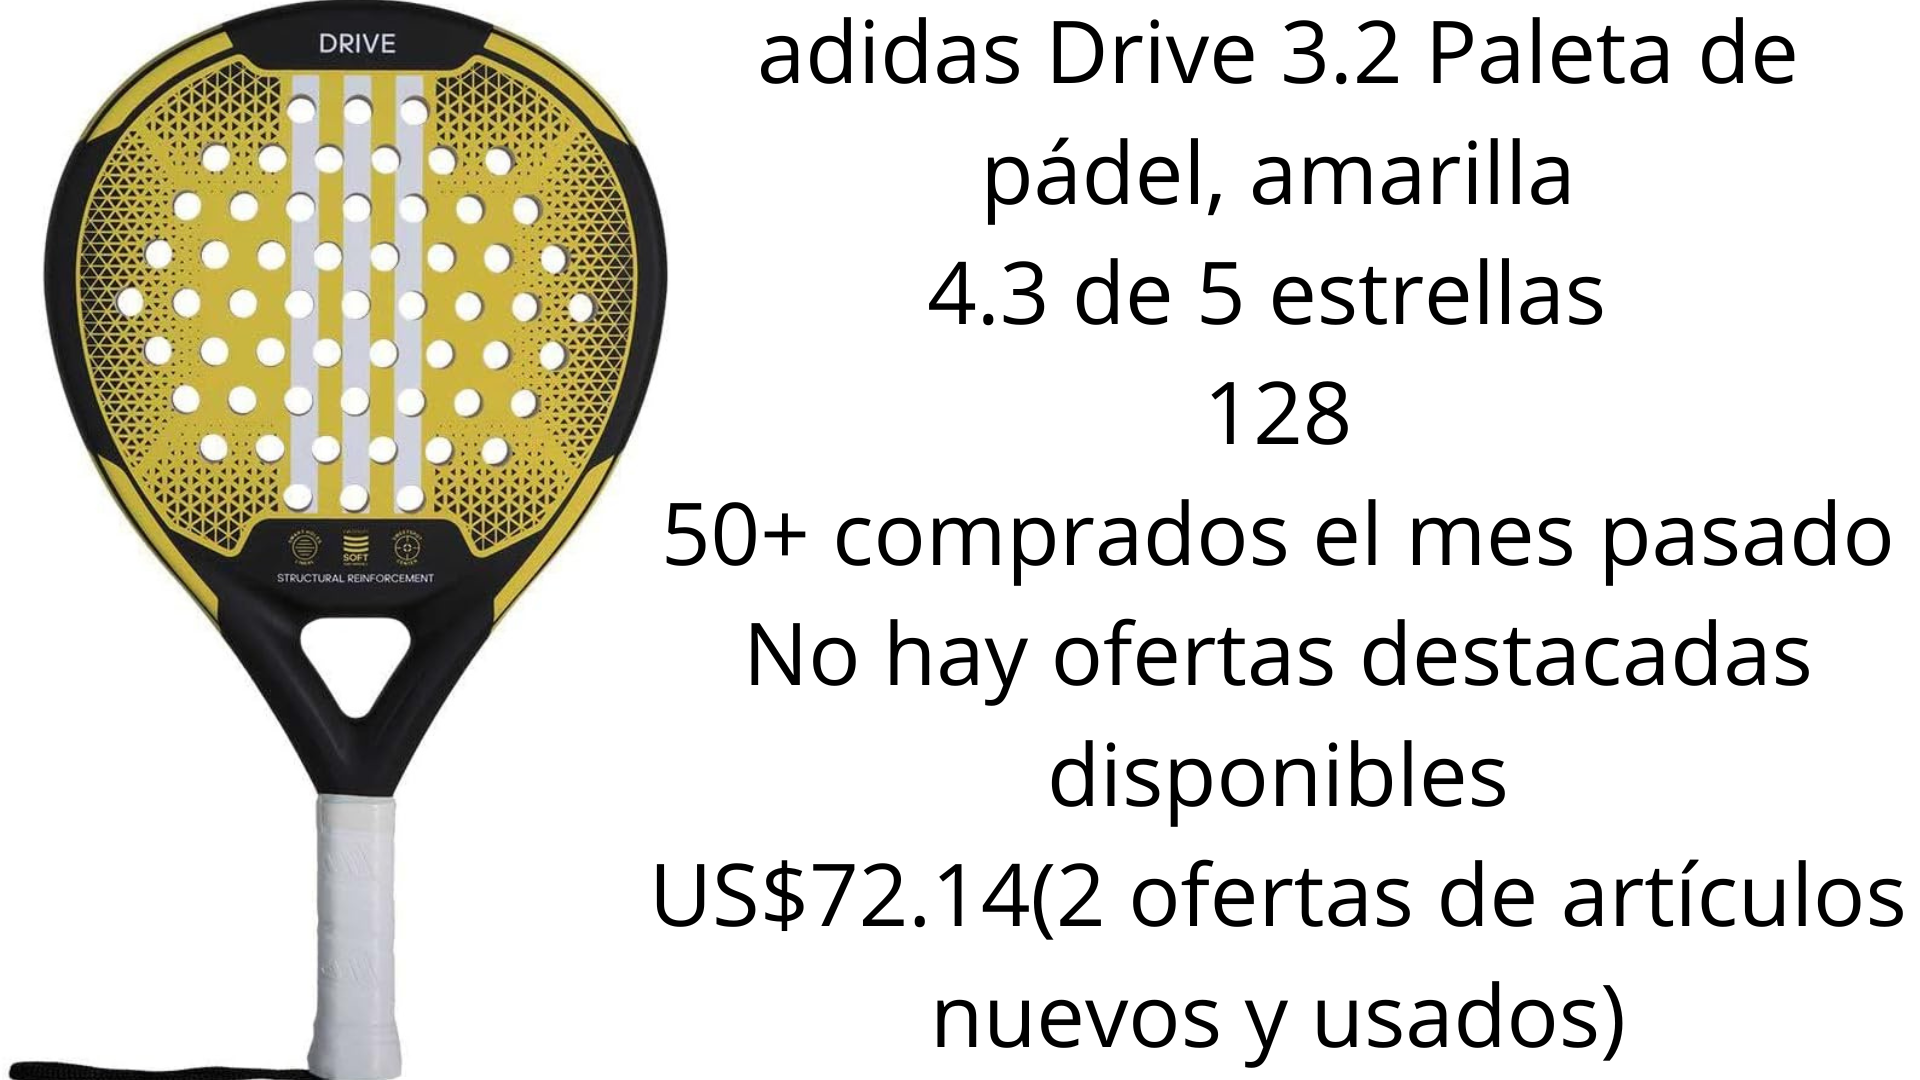 DRIVE
SOFT
STRUCTURAL REINFORCEMENT
adidas Drive 3.2 Paleta de
pádel, amarilla
4.3 de 5 estrellas
128
50+ comprados el mes pasado
No hay ofertas destacadas
disponibles
US$72.14(2 ofertas de artículos
nuevos y usados)